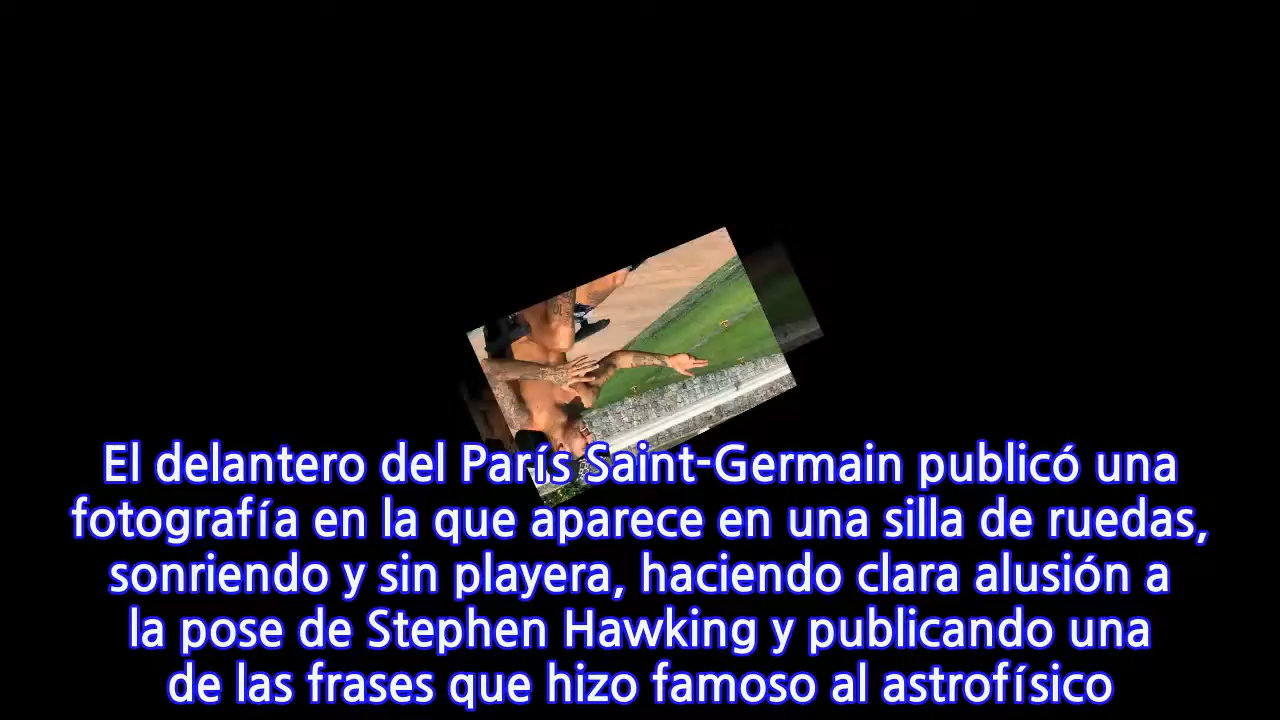 El delantero del París Saint-Germain publicó una
fotografía en la que aparece en una silla de ruedas,
sonriendo y sin playera, haciendo clara alusión a
la pose de Stephen Hawking y publicando una
de las frases que hizo famoso al astrofísico